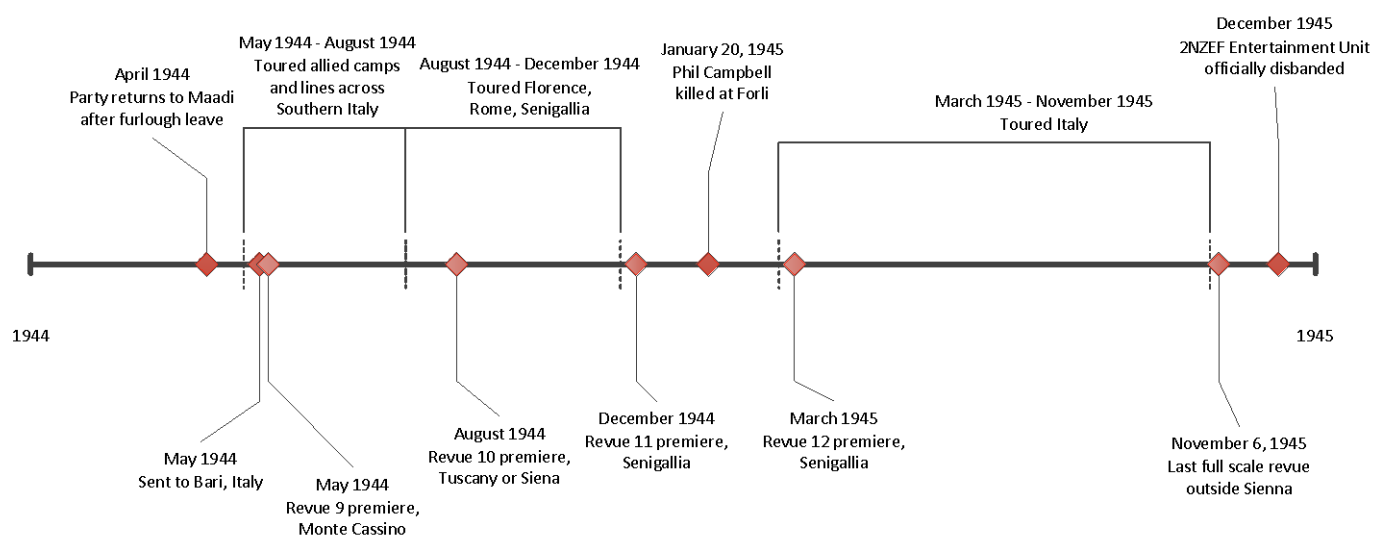 April 1944
Party returns to Maadi
after furlough leave
May 1944 - August 1944
Toured allied camps
and lines across
Southern Italy
August 1944 - December 1944
Toured Florence,
Rome, Senigallia
January 20, 1945
Phil Campbell
killed at Forli
March 1945 - November 1945
Toured Italy
December 1945
2NZEF Entertainment Unit
officially disbanded
1944
1945
May 1944
Sent to Bari, Italy
May 1944
Revue 9 premiere,
Monte Cassino
August 1944
Revue 10 premiere,
Tuscany or Siena
December 1944
Revue 11 premiere,
Senigallia
March 1945
Revue 12 premiere,
Senigallia
November 6, 1945
Last full scale revue
outside Sienna